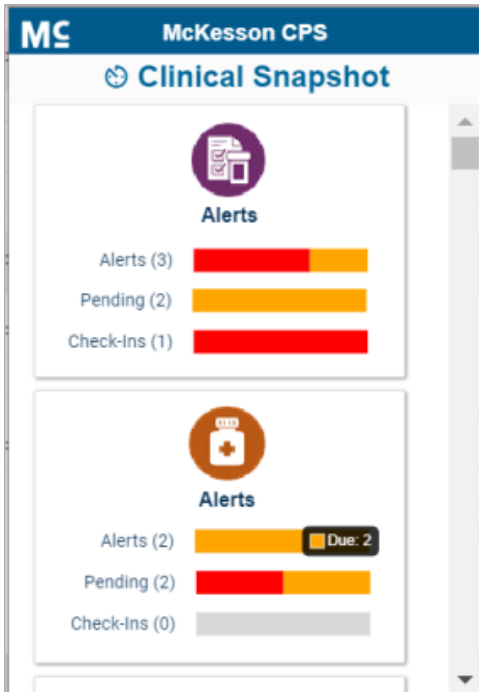 MC McKesson CPS
Clinical Snapshot
Alerts
Alerts (3)
Pending (2)
Check-Ins (1)
Alerts
Alerts (2) Due: 2
Pending (2)
Check-Ins (0)